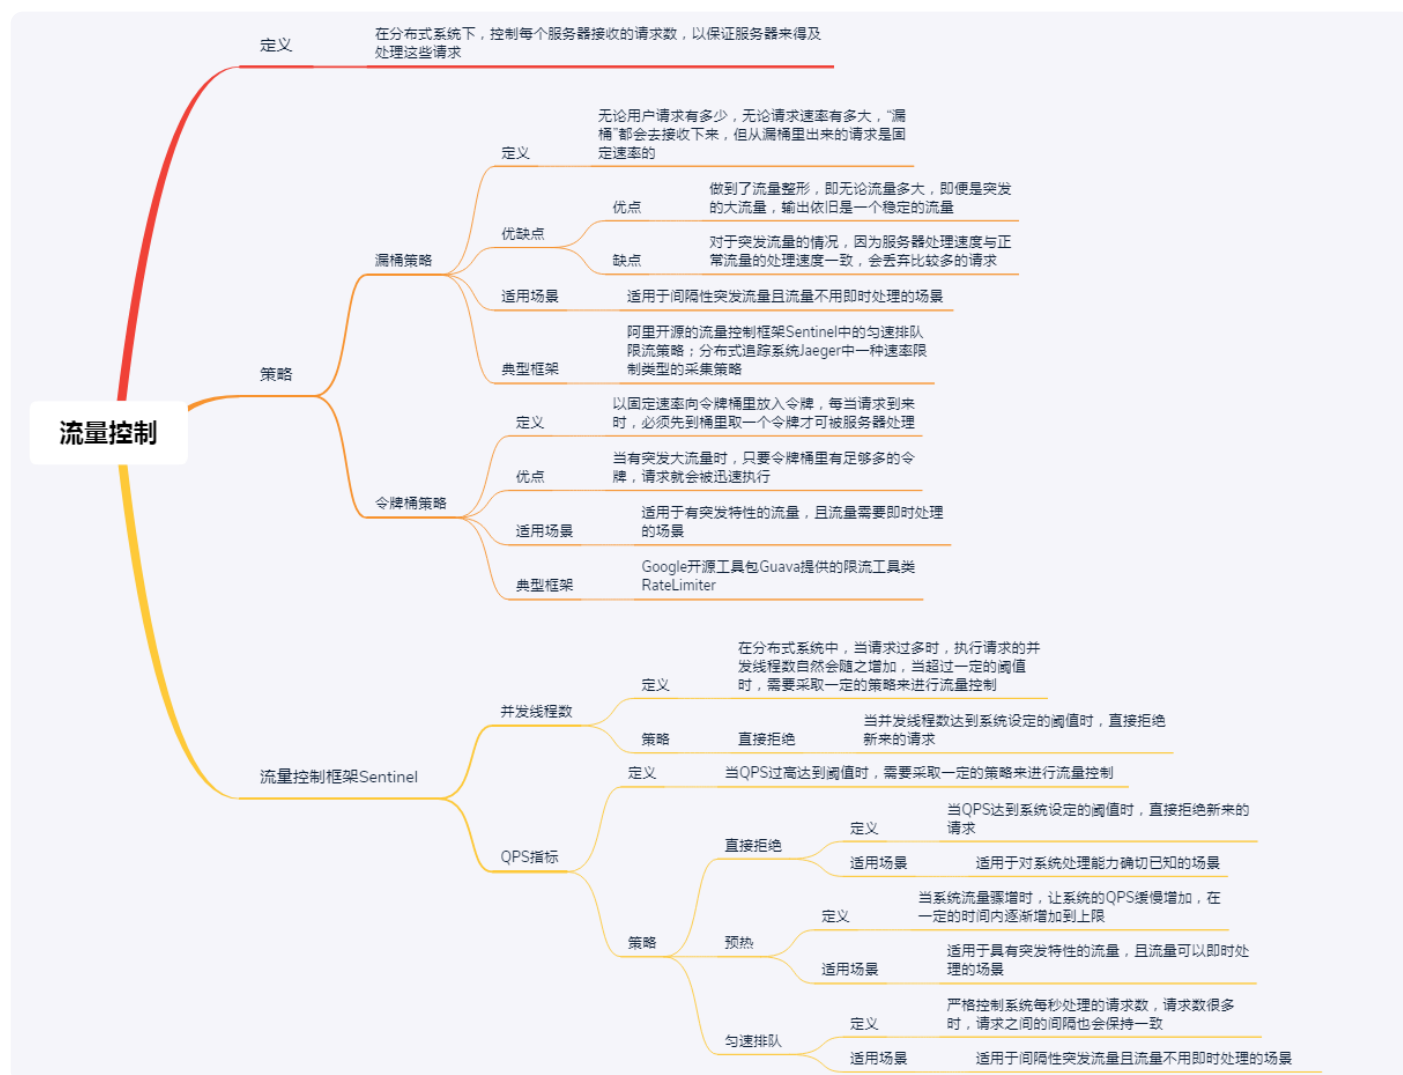 流量控制
定义
在分布式系统下，控制每个服务器接收的请求数，以保证服务器来得及
处理这些请求
策略
漏桶策略
定义
无论用户请求有多少，无论请求速率有多大，“漏
桶”都会去接收下来，但从漏桶里出来的请求是固
定速率的
优缺点
优点
做到了流量整形，即无论流量多大，即便是突发
的大流量，输出依旧是一个稳定的流量
缺点
对于突发流量的情况，因为服务器处理速度与正
常流量的处理速度一致，会丢弃比较多的请求
适用场景
适用于间隔性突发流量且流量不用即时处理的场景
典型框架
阿里开源的流量控制框架Sentinel中的匀速排队
限流策略；分布式追踪系统Jaeger中一种速率限
制类型的采集策略
令牌桶策略
定义
以固定速率向令牌桶里放入令牌，每当请求到来
时，必须先到桶里取一个令牌才可被服务器处理
优点
当有突发大流量时，只要令牌桶里有足够多的令
牌，请求就会被迅速执行
适用场景
适用于有突发特性的流量，且流量需要即时处理
的场景
典型框架
Google开源工具包Guava提供的限流工具类
RateLimiter
流量控制框架Sentinel
并发线程数
定义
在分布式系统中，当请求过多时，执行请求的并
发线程数自然会随之增加，当超过一定的阈值
时，需要采取一定的策略来进行流量控制
策略
直接拒绝
当并发线程数达到系统设定的阈值时，直接拒绝
新来的请求
QPS指标
定义
当QPS过高达到阈值时，需要采取一定的策略来进行流量控制
策略
直接拒绝
定义
当QPS达到系统设定的阈值时，直接拒绝新来的
请求
适用场景
适用于对系统处理能力确切已知的场景
预热
定义
当系统流量骤增时，让系统的QPS缓慢增加，在
一定的时间内逐渐增加到上限
适用场景
适用于具有突发特性的流量，且流量可以即时处
理的场景
匀速排队
定义
严格控制系统每秒处理的请求数，请求数很多
时，请求之间的间隔也会保持一致
适用场景
适用于间隔性突发流量且流量不用即时处理的场景